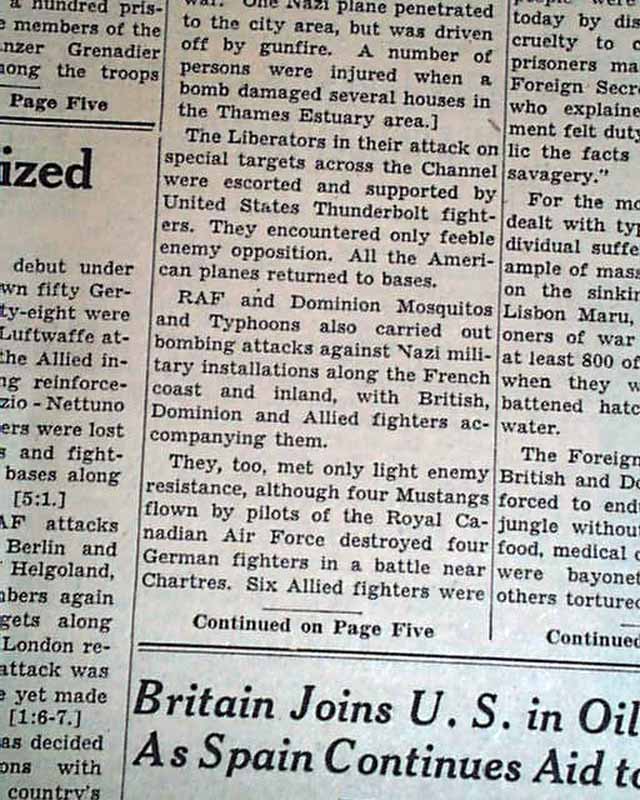 a hundred pris-
e members of the
nzer Grenadier
mong the troops
Page Five
ized
debut under
wn fifty Ger-
ty-eight were
Luftwaffe at-
the Allied in-
ng reinforce-
zio - Nettuno
ers were lost
s and fight-
bases along
[5:1.]
AF attacks
Berlin and
Helgoland,
mbers again
gets along
London re-
attack was
e yet made
[1:6-7.]
as decided
ons with
country's
war. One Nazi plane penetrated
to the city area, but was driven
off by gunfire. A number of
persons were injured when a
bomb damaged several houses in
the Thames Estuary area.]
The Liberators in their attack on
special targets across the Channel
were escorted and supported by
United States Thunderbolt fight-
ers. They encountered only feeble
enemy opposition. All the Ameri-
can planes returned to bases.
RAF and Dominion Mosquitos
and Typhoons also carried out
bombing attacks against Nazi mili-
tary installations along the French
coast and inland, with British,
Dominion and Allied fighters ac-
companying them.
They, too, met only light enemy
resistance, although four Mustangs
flown by pilots of the Royal Ca-
nadian Air Force destroyed four
German fighters in a battle near
Chartres. Six Allied fighters were
Continued on Page Five
people were
today by dis
cruelty to c
prisoners ma
Foreign Secr
who explaine
ment felt duty
lic the facts
savagery."
For the mo
dealt with typ
dividual suffe
ample of mass
on the sinkin
Lisbon Maru,
oners of war
at least 800 of
when they w
battened hatc
water.
The Foreign
British and Do
forced to end
jungle withou
food, medical c
were bayonet
others tortured
Continued
Britain Joins U. S. in Oil
As Spain Continues Aid to